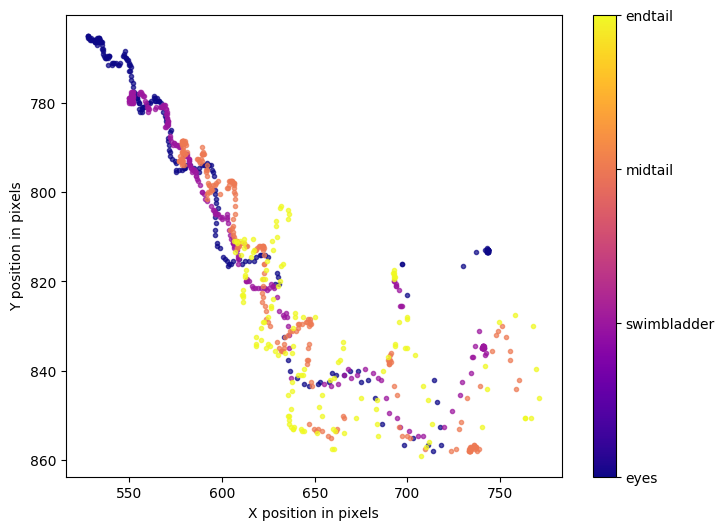 endtail
780
midtail
800
Y position in pixels
820
swimbladder
840
860
eyes
550
600
650
700
750
X position in pixels